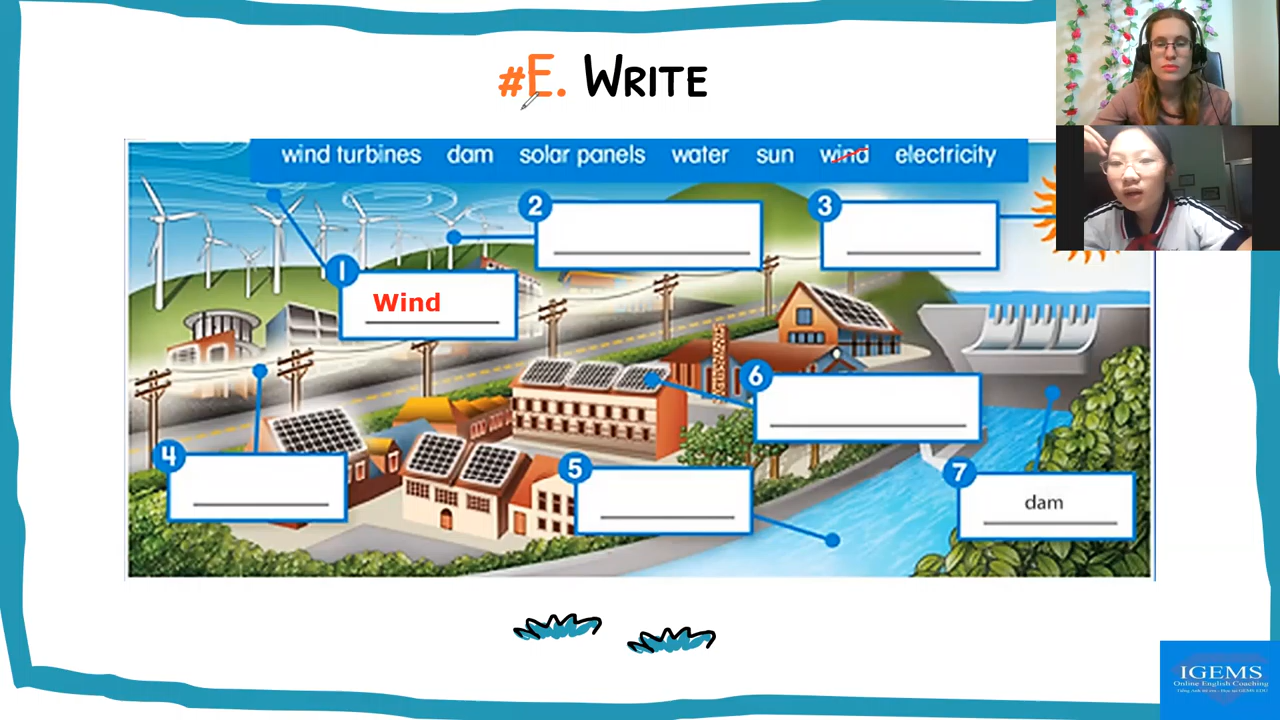 #E. WRITE
wind turbines dam solar panels water sun wind electricity
2
3
1
Wind
6
4
5
7
dam
IGEMS
Online English Coaching